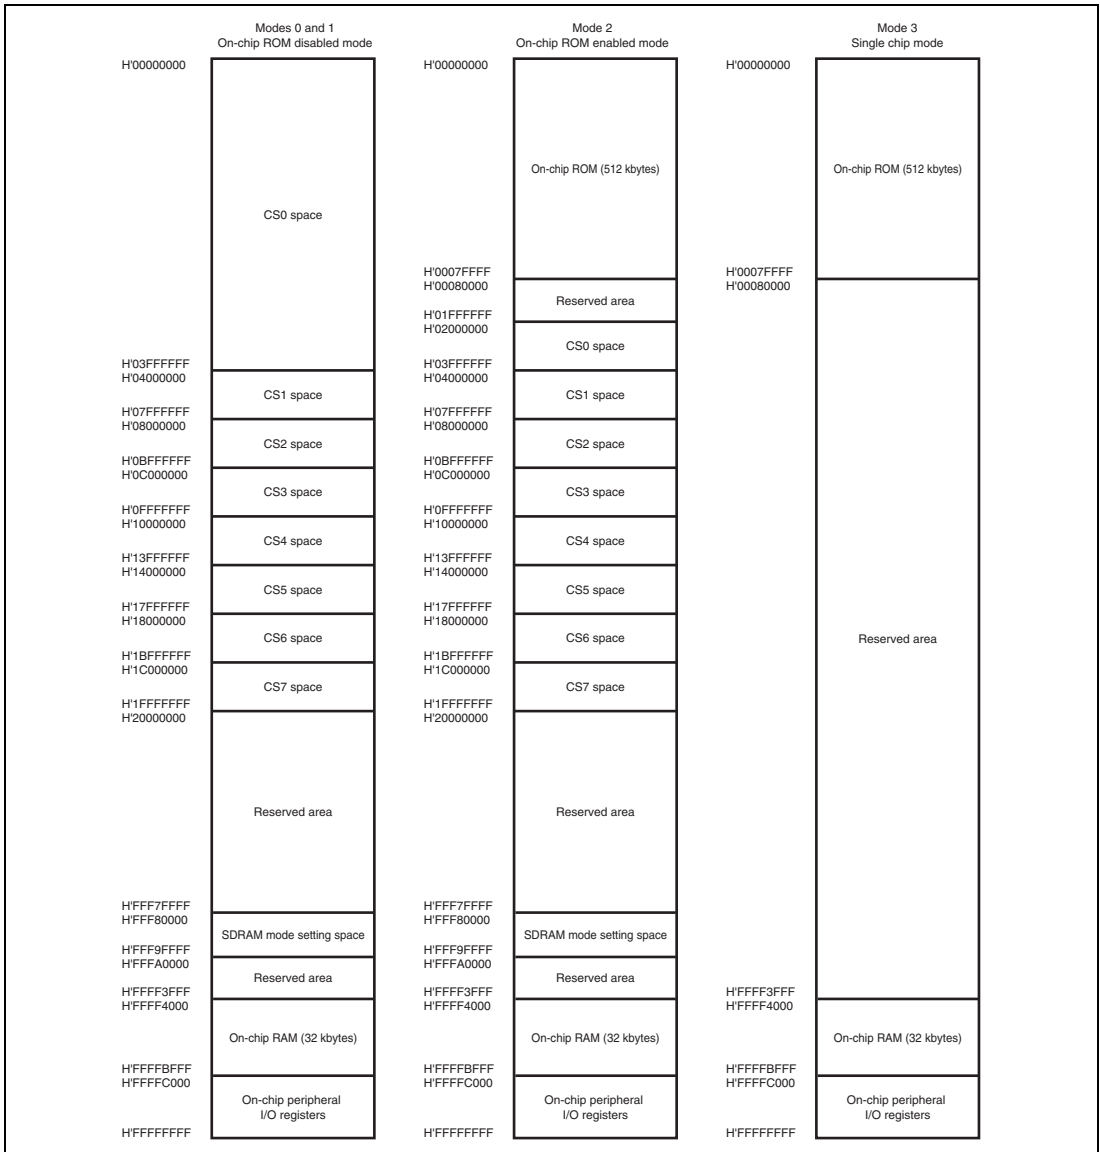 Modes 0 and 1
On-chip ROM disabled mode
H'00000000
CS0 space
H'03FFFFFF
H'04000000
CS1 space
H'07FFFFFF
H'08000000
CS2 space
H'0BFFFFFF
H'0C000000
CS3 space
H'0FFFFFFF
H'10000000
CS4 space
H'13FFFFFF
H'14000000
CS5 space
H'17FFFFFF
H'18000000
CS6 space
H'1BFFFFFF
H'1C000000
CS7 space
H'1FFFFFFF
H'20000000
Reserved area
H'FFF7FFFF
H'FFF80000
SDRAM mode setting space
H'FFF9FFFF
H'FFFA0000
Reserved area
H'FFFF3FFF
H'FFFF4000
On-chip RAM (32 kbytes)
H'FFFFBFFF
H'FFFFC000
On-chip peripheral
I/O registers
H'FFFFFFFF
Mode 2
On-chip ROM enabled mode
H'00000000
On-chip ROM (512 kbytes)
H'0007FFFF
H'00080000
Reserved area
H'01FFFFFF
H'02000000
CS0 space
H'03FFFFFF
H'04000000
CS1 space
H'07FFFFFF
H'08000000
CS2 space
H'0BFFFFFF
H'0C000000
CS3 space
H'0FFFFFFF
H'10000000
CS4 space
H'13FFFFFF
H'14000000
CS5 space
H'17FFFFFF
H'18000000
CS6 space
H'1BFFFFFF
H'1C000000
CS7 space
H'1FFFFFFF
H'20000000
Reserved area
H'FFF7FFFF
H'FFF80000
SDRAM mode setting space
H'FFF9FFFF
H'FFFA0000
Reserved area
H'FFFF3FFF
H'FFFF4000
On-chip RAM (32 kbytes)
H'FFFFBFFF
H'FFFFC000
On-chip peripheral
I/O registers
H'FFFFFFFF
Mode 3
Single chip mode
H'00000000
On-chip ROM (512 kbytes)
H'0007FFFF
H'00080000
Reserved area
H'FFFF3FFF
H'FFFF4000
On-chip RAM (32 kbytes)
H'FFFFBFFF
H'FFFFC000
On-chip peripheral
I/O registers
H'FFFFFFFF